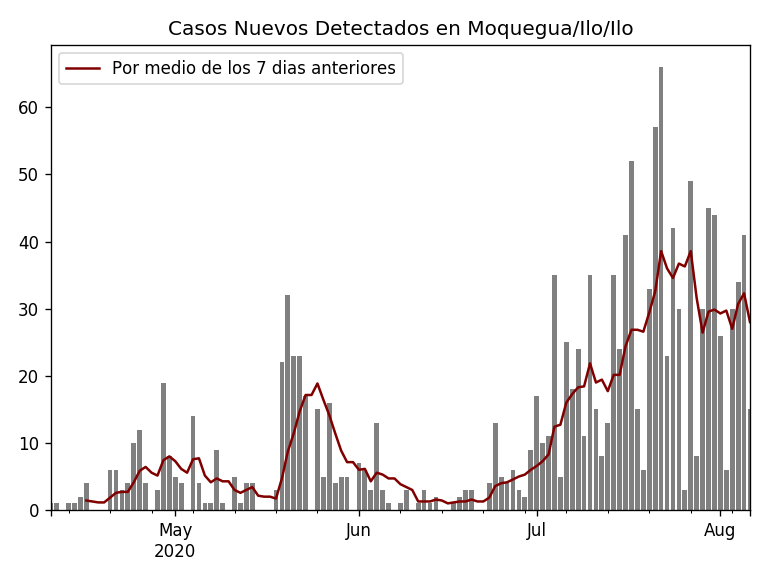 Casos Nuevos Detectados en Moquegua/Ilo/Ilo
Por medio de los 7 dias anteriores
60
50
40
30
20
10
0
May
2020
Jun
Jul
Aug